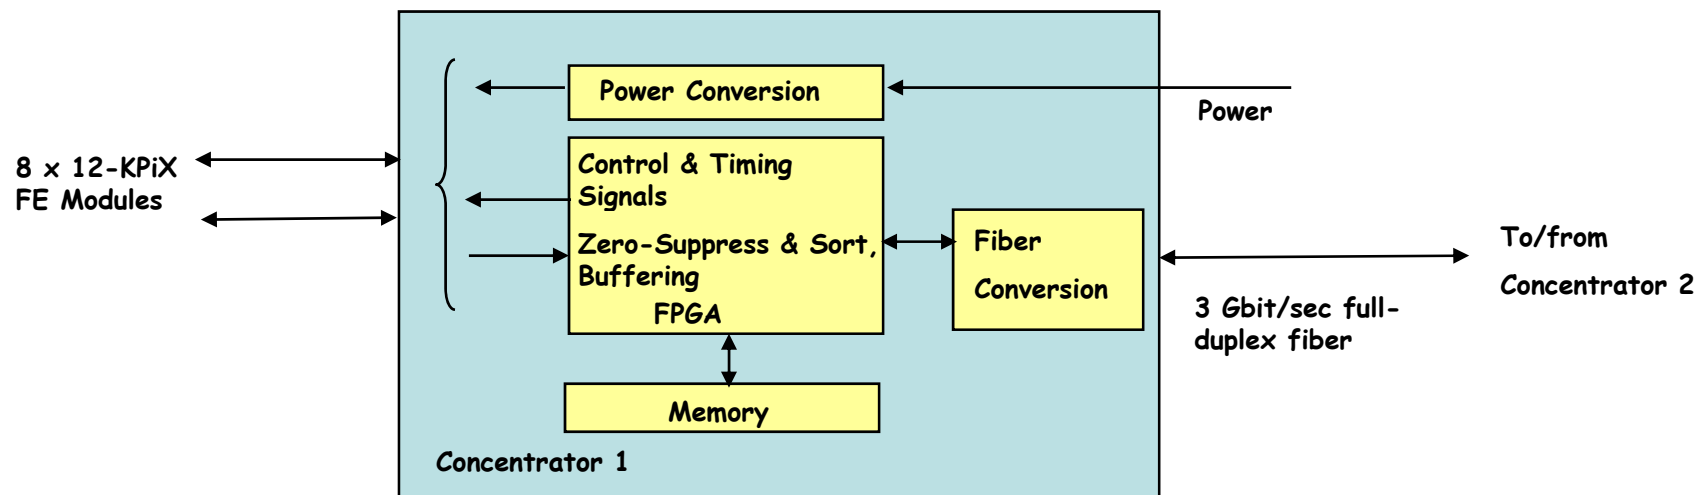 Power Conversion
Power
8 x 12-KPiX
FE Modules
Control & Timing
Signals
Zero-Suppress & Sort,
Buffering
FPGA
Fiber
Conversion
To/from
Concentrator 2
3 Gbit/sec full-
duplex fiber
Memory
Concentrator 1